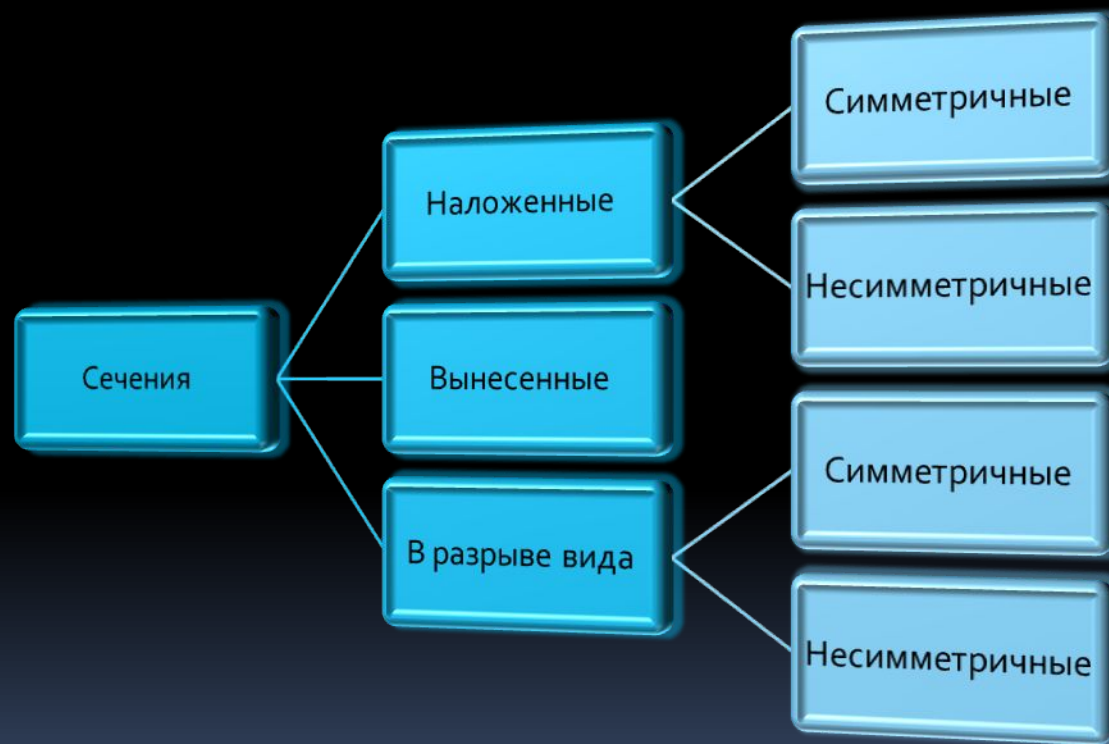 Сечения
Наложенные
Вынесенные
В разрыве вида
Симметричные
Несимметричные
Симметричные
Несимметричные